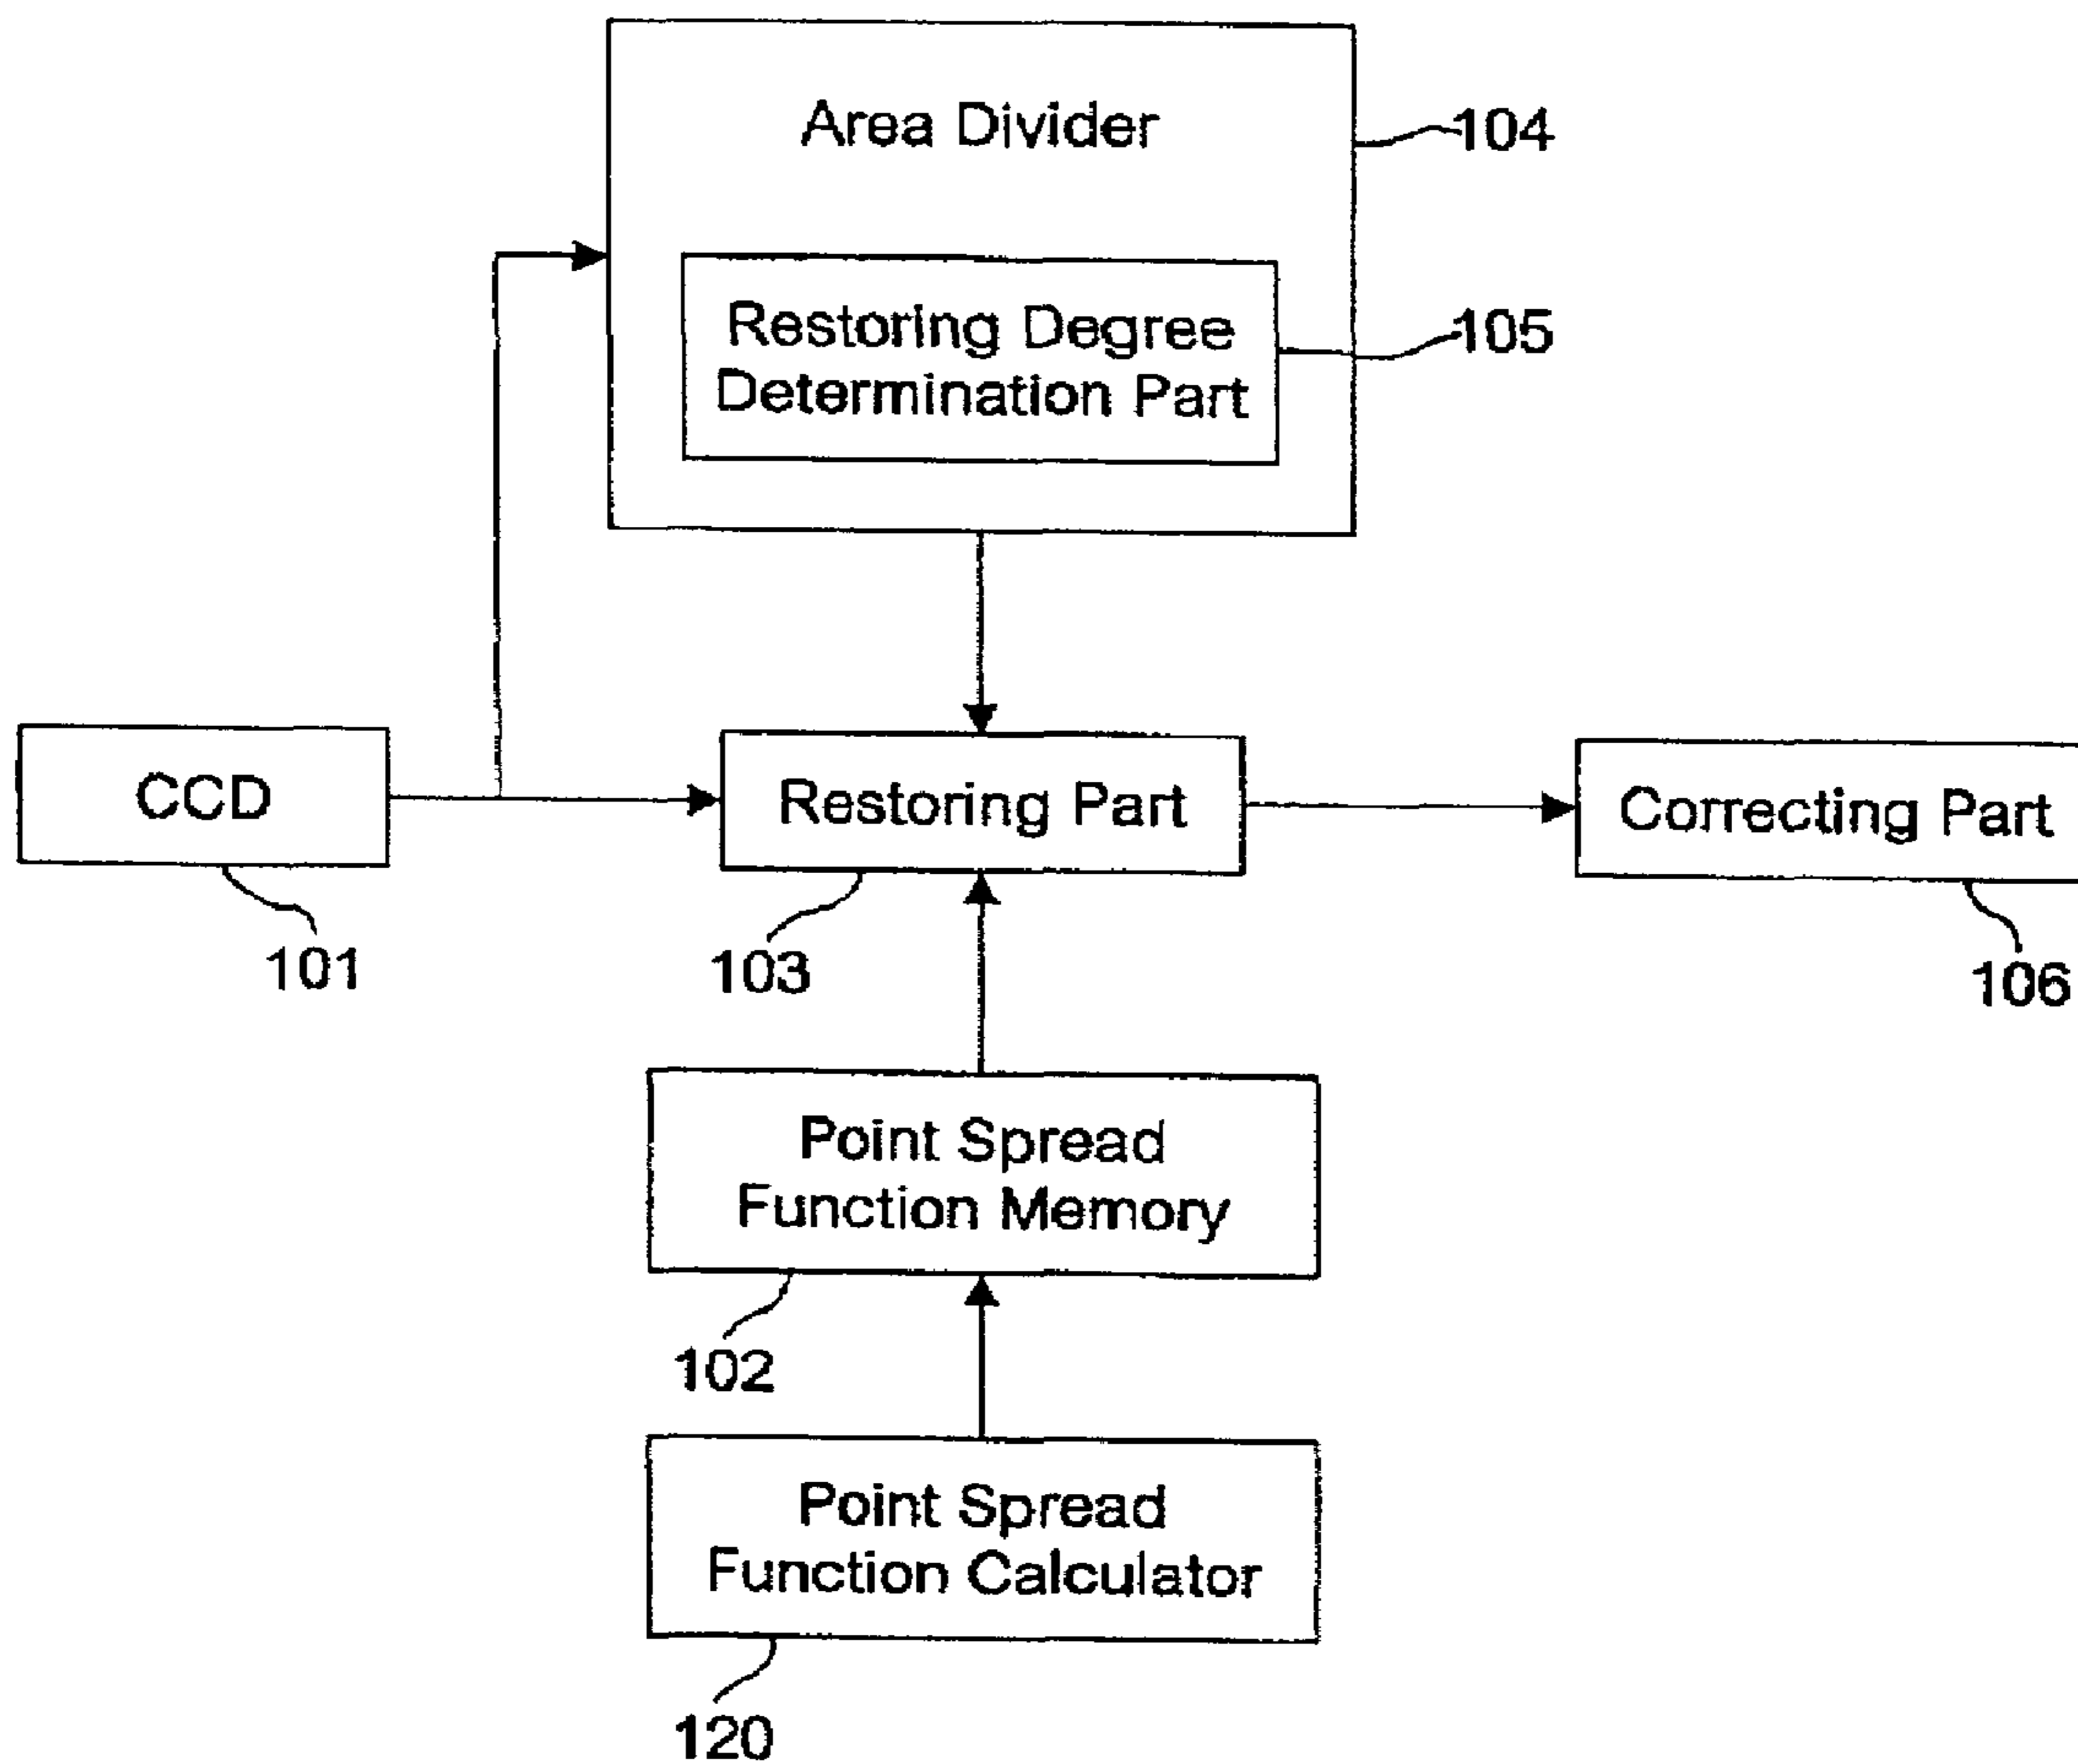 Area Divider
104
Restoring Degree
Determination Part
105
CCD
101
Restoring Part
103
Correcting Part
106
Point Spread
Function Memory
102
Point Spread
Function Calculator
120